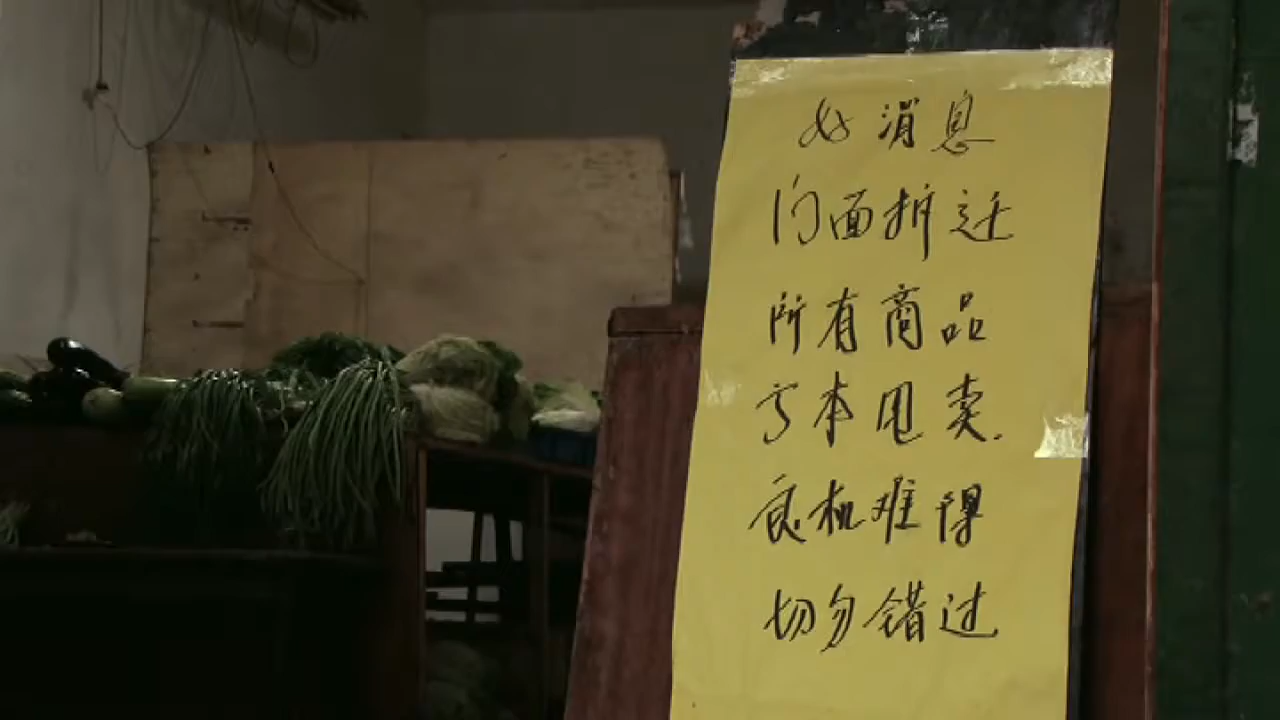 好消息
门面拆迁
所有商品
亏本甩卖.
良机难得
切勿错过